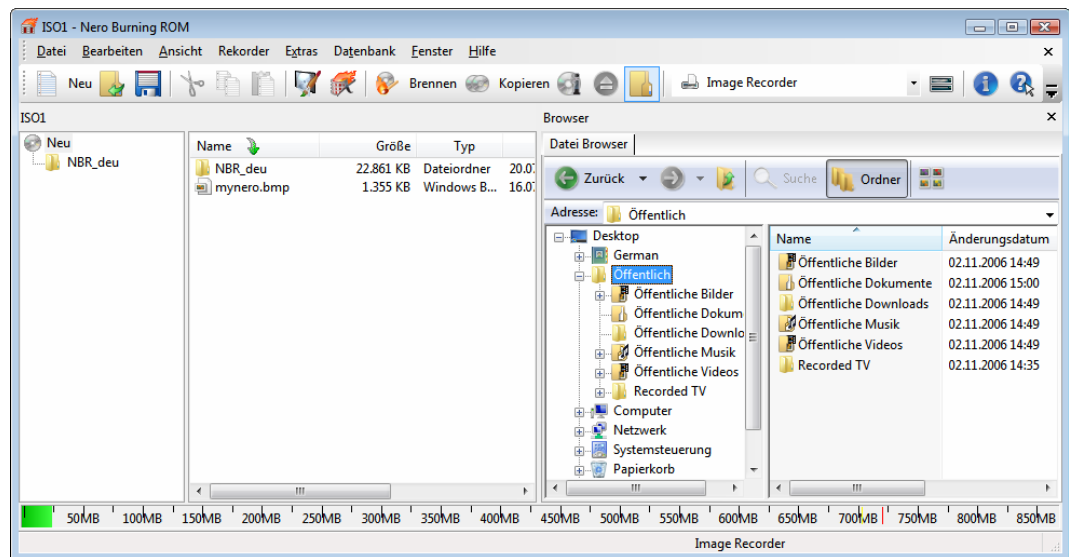 ISO1 - Nero Burning ROM
Datei Bearbeiten Ansicht Rekorder Extras Datenbank Fenster Hilfe
Neu Brennen Kopieren Image Recorder
ISO1
Neu
NBR_deu
Name Größe Typ
NBR_deu 22.861 KB Dateiordner 20.0
mynero.bmp 1.355 KB Windows B... 16.0
Browser
Datei Browser
Zurück Suche Ordner
Adresse: Öffentlich
Desktop
German
Öffentlich
Öffentliche Bilder
Öffentliche Dokum
Öffentliche Downlo
Öffentliche Musik
Öffentliche Videos
Recorded TV
Computer
Netzwerk
Systemsteuerung
Papierkorb
Name Änderungsdatum
Öffentliche Bilder 02.11.2006 14:49
Öffentliche Dokumente 02.11.2006 15:00
Öffentliche Downloads 02.11.2006 14:49
Öffentliche Musik 02.11.2006 14:49
Öffentliche Videos 02.11.2006 14:49
Recorded TV 02.11.2006 14:35
50MB 100MB 150MB 200MB 250MB 300MB 350MB 400MB 450MB 500MB 550MB 600MB 650MB 700MB 750MB 800MB 850MB
Image Recorder